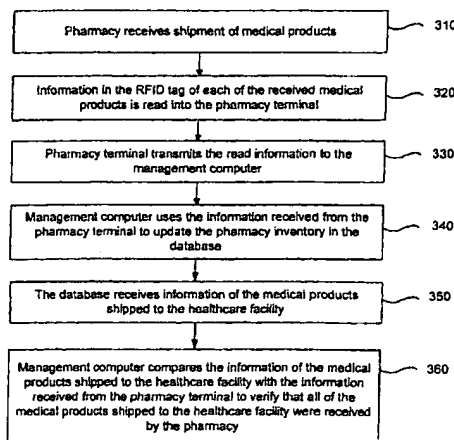 Pharmacy receives shipment of medical products
310
Information in the RFID tag of each of the received medical
products is read into the pharmacy terminal
320
Pharmacy terminal transmits the read information to the
management computer
330
Management computer uses the information received from the
pharmacy terminal to update the pharmacy inventory in the
database
340
The database receives information of the medical products
shipped to the healthcare facility
350
Management computer compares the information of the medical
products shipped to the healthcare facility with the information
received from the pharmacy terminal to verify that all of the
medical products shipped to the healthcare facility were received
by the pharmacy
360